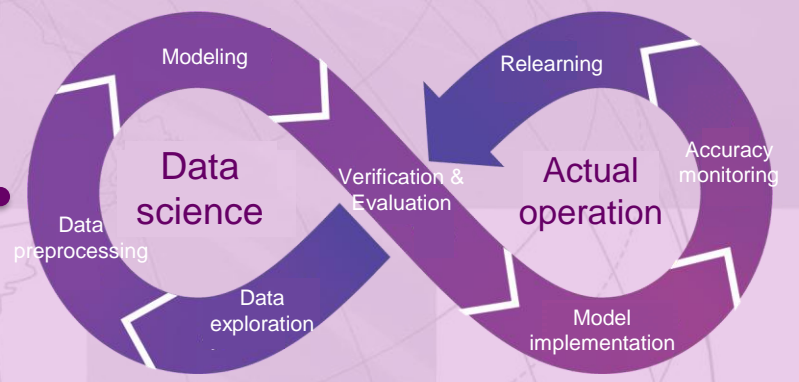 Modeling
Relearning
Data
science
Verification &
Evaluation
Actual
operation
Accuracy
monitoring
Data
preprocessing
Data
exploration
Model
implementation